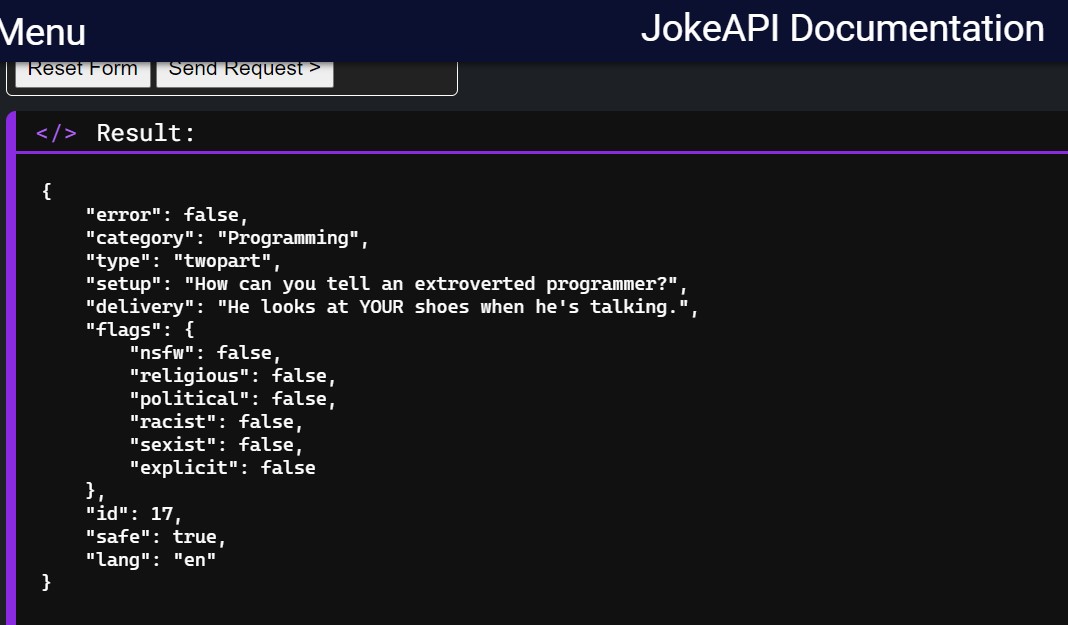 Menu
JokeAPI Documentation
Reset Form
Send Request >
</> Result:
{
    "error": false,
    "category": "Programming",
    "type": "twopart",
    "setup": "How can you tell an extroverted programmer?",
    "delivery": "He looks at YOUR shoes when he's talking.",
    "flags": {
        "nsfw": false,
        "religious": false,
        "political": false,
        "racist": false,
        "sexist": false,
        "explicit": false
    },
    "id": 17,
    "safe": true,
    "lang": "en"
}